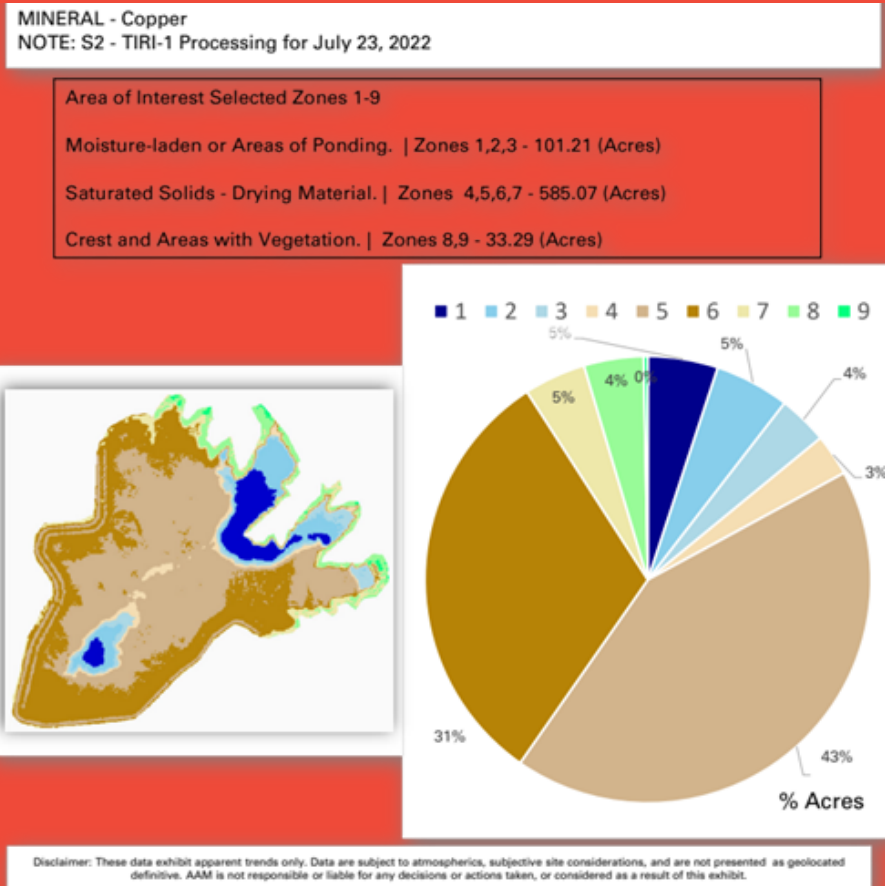 MINERAL - Copper
NOTE: S2 - TIRI-1 Processing for July 23, 2022
Area of Interest Selected Zones 1-9
Moisture-laden or Areas of Ponding. | Zones 1,2,3 - 101.21 (Acres)
Saturated Solids - Drying Material. | Zones 4,5,6,7 - 585.07 (Acres)
Crest and Areas with Vegetation. | Zones 8,9 - 33.29 (Acres)
1 2 3 4 5 6 7 8 9
5%
5%
4%
4% 0%
5%
3%
31%
43%
% Acres
Disclaimer: These data exhibit apparent trends only. Data are subject to atmospherics, subjective site considerations, and are not presented as geolocated
definitive. AAM is not responsible or liable for any decisions or actions taken, or considered as a result of this exhibit.